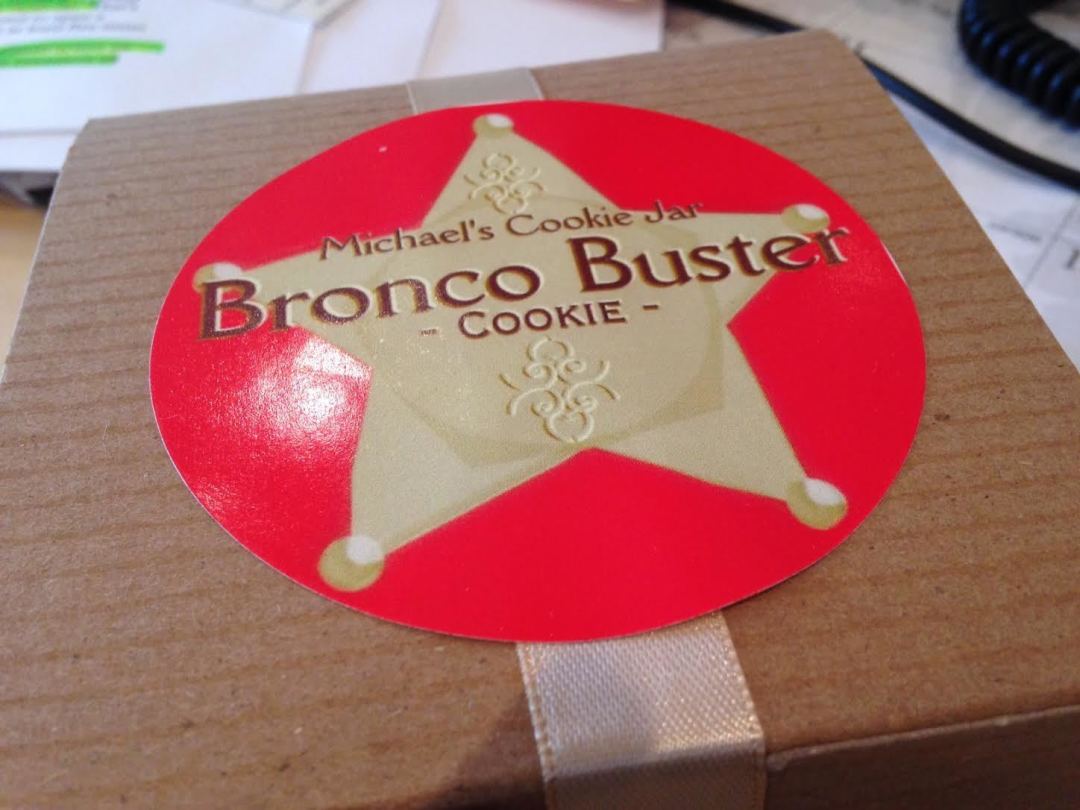 Michael's Cookie Jar
Bronco Buster
- COOKIE -